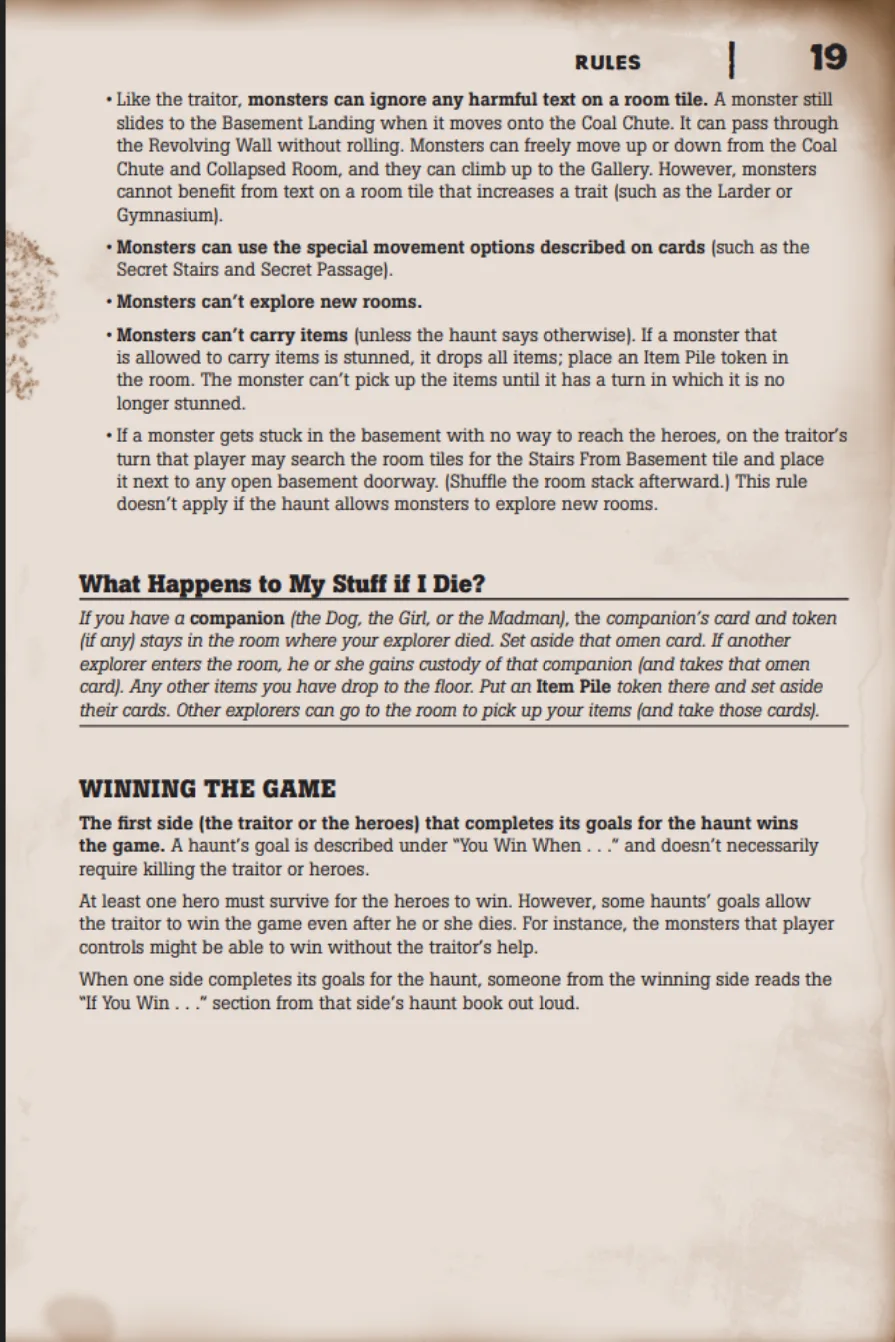 RULES | 19
• Like the traitor, monsters can ignore any harmful text on a room tile. A monster still
slides to the Basement Landing when it moves onto the Coal Chute. It can pass through
the Revolving Wall without rolling. Monsters can freely move up or down from the Coal
Chute and Collapsed Room, and they can climb up to the Gallery. However, monsters
cannot benefit from text on a room tile that increases a trait (such as the Larder or
Gymnasium).
• Monsters can use the special movement options described on cards (such as the
Secret Stairs and Secret Passage).
• Monsters can't explore new rooms.
• Monsters can't carry items (unless the haunt says otherwise). If a monster that
is allowed to carry items is stunned, it drops all items; place an Item Pile token in
the room. The monster can't pick up the items until it has a turn in which it is no
longer stunned.
• If a monster gets stuck in the basement with no way to reach the heroes, on the traitor's
turn that player may search the room tiles for the Stairs From Basement tile and place
it next to any open basement doorway. (Shuffle the room stack afterward.) This rule
doesn't apply if the haunt allows monsters to explore new rooms.
What Happens to My Stuff if I Die?
If you have a companion (the Dog, the Girl, or the Madman), the companion's card and token
(if any) stays in the room where your explorer died. Set aside that omen card. If another
explorer enters the room, he or she gains custody of that companion (and takes that omen
card). Any other items you have drop to the floor. Put an Item Pile token there and set aside
their cards. Other explorers can go to the room to pick up your items (and take those cards).
WINNING THE GAME
The first side (the traitor or the heroes) that completes its goals for the haunt wins
the game. A haunt's goal is described under "You Win When . . ." and doesn't necessarily
require killing the traitor or heroes.
At least one hero must survive for the heroes to win. However, some haunts' goals allow
the traitor to win the game even after he or she dies. For instance, the monsters that player
controls might be able to win without the traitor's help.
When one side completes its goals for the haunt, someone from the winning side reads the
"If You Win . . ." section from that side's haunt book out loud.